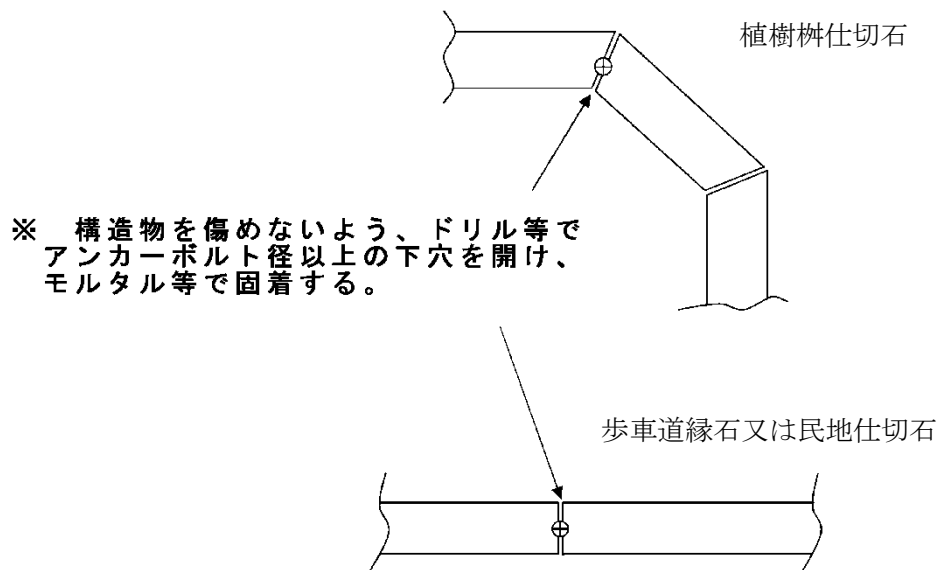 植樹桝仕切石
※ 構造物を傷めないよう、ドリル等で
アンカーボルト径以上の下穴を開け、
モルタル等で固着する。
歩車道縁石又は民地仕切石